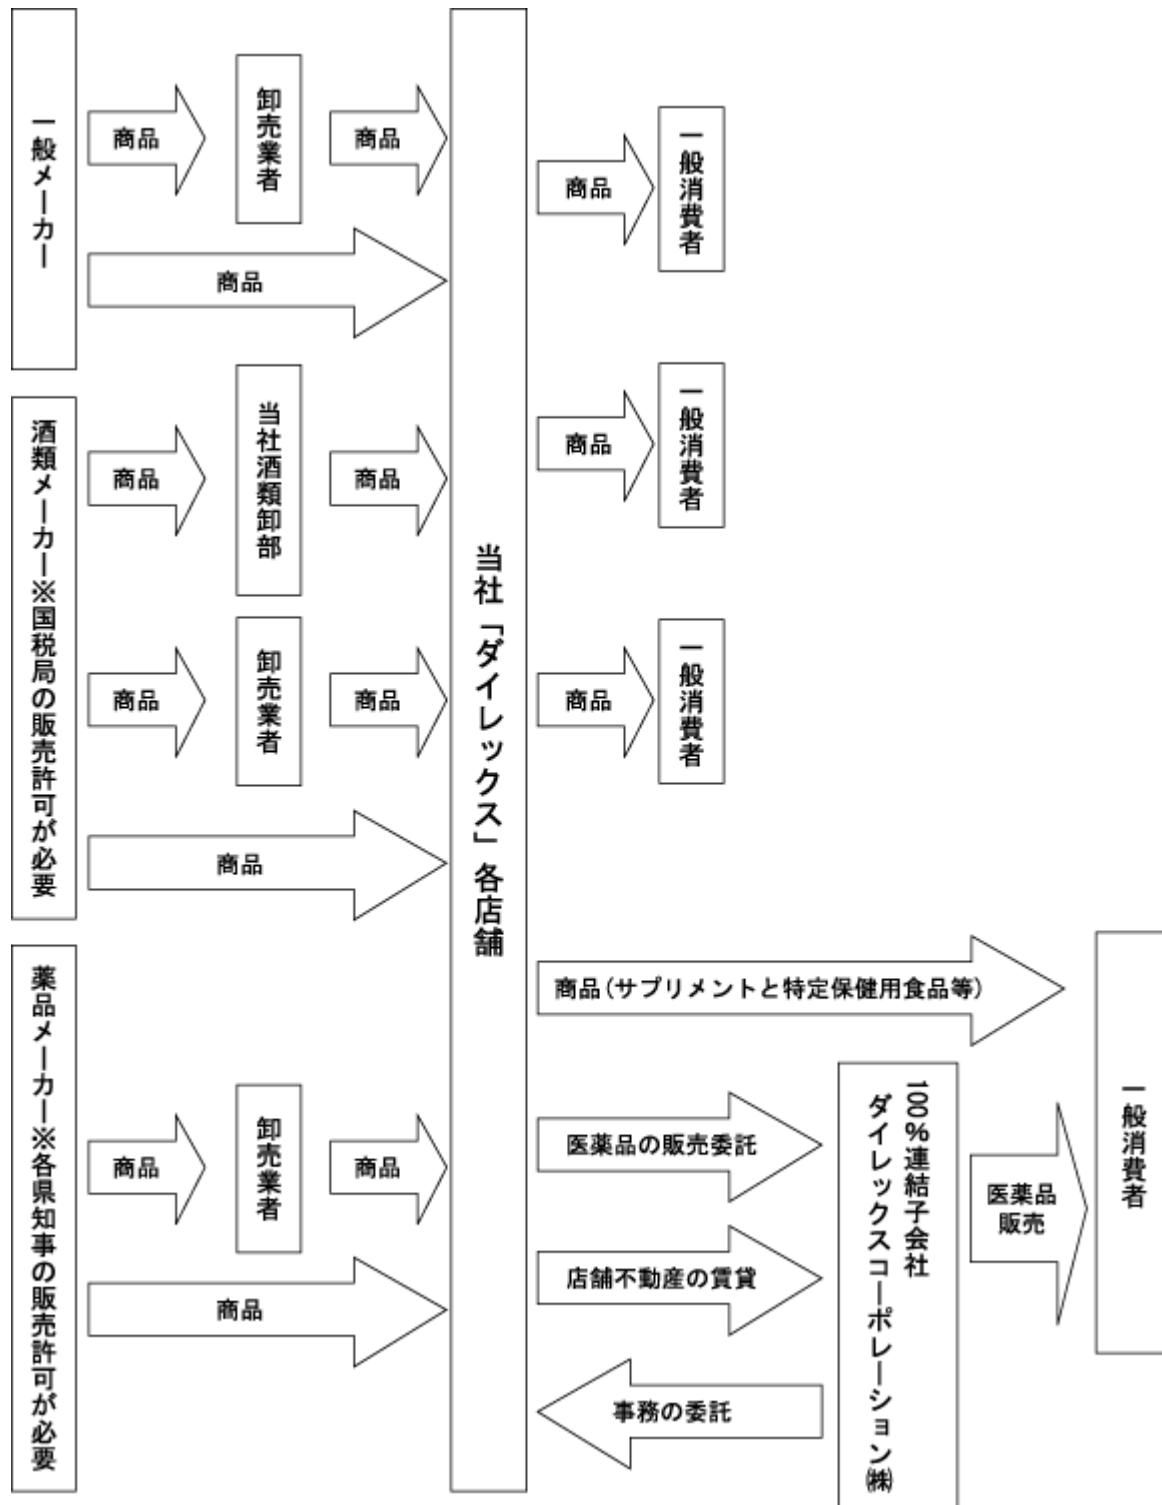 一般メーカー
商品
卸売業者
商品
商品
酒類メーカー※国税局の販売許可が必要
商品
当社酒類卸部
商品
商品
卸売業者
商品
商品
薬品メーカー※各県知事の販売許可が必要
商品
卸売業者
商品
商品
当社「ダイレックス」各店舗
商品
一般消費者
商品
一般消費者
商品
一般消費者
商品(サプリメントと特定保健用食品等)
医薬品の販売委託
店舗不動産の賃貸
事務の委託
100%連結子会社
ダイレックスコーポレーション㈱
医薬品
販売
一般消費者